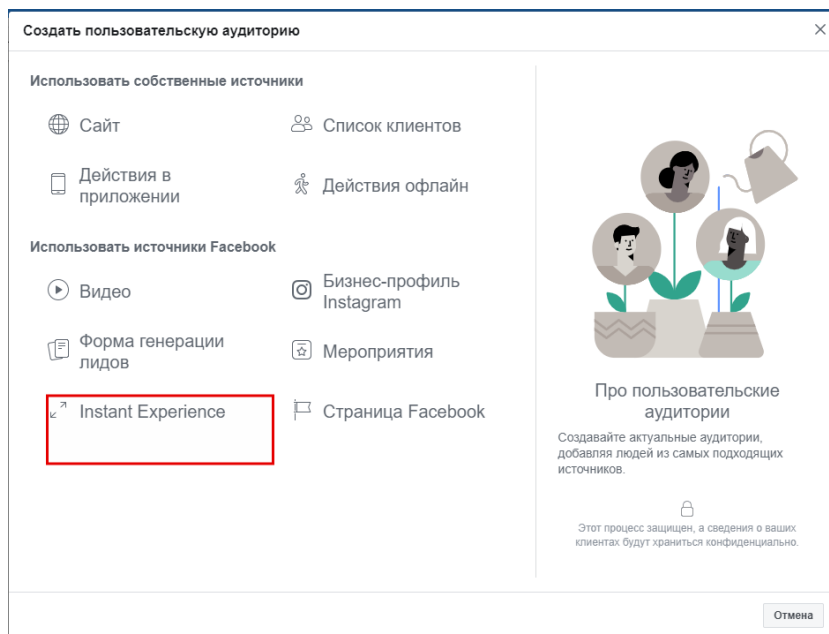 Создать пользовательскую аудиторию
Использовать собственные источники
Сайт
Список клиентов
Действия в
приложении
Действия офлайн
Использовать источники Facebook
Видео
Бизнес-профиль
Instagram
Форма генерации
лидов
Мероприятия
Instant Experience
Страница Facebook
Про пользовательские
аудитории
Создавайте актуальные аудитории,
добавляя людей из самых подходящих
источников.
Этот процесс защищен, а сведения о ваших
клиентах будут храниться конфиденциально.
Отмена